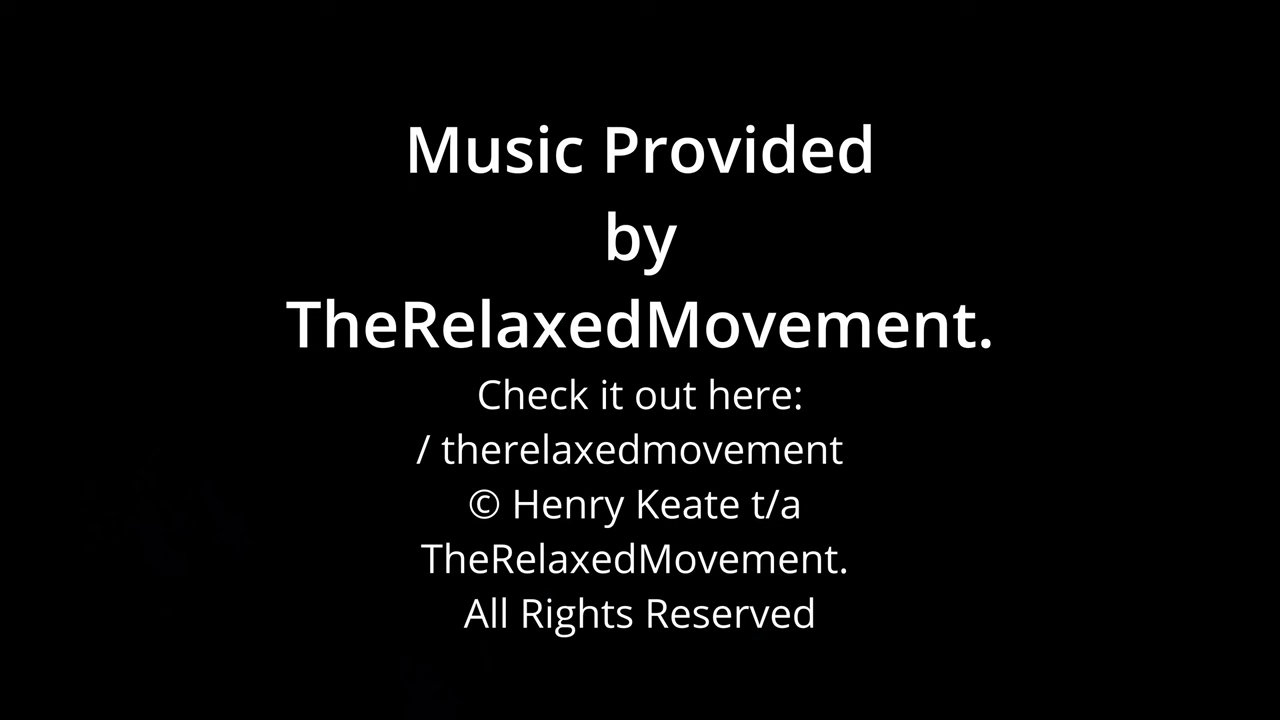 Music Provided
by
TheRelaxedMovement.
Check it out here:
/ therelaxedmovement
© Henry Keate t/a
TheRelaxedMovement.
All Rights Reserved